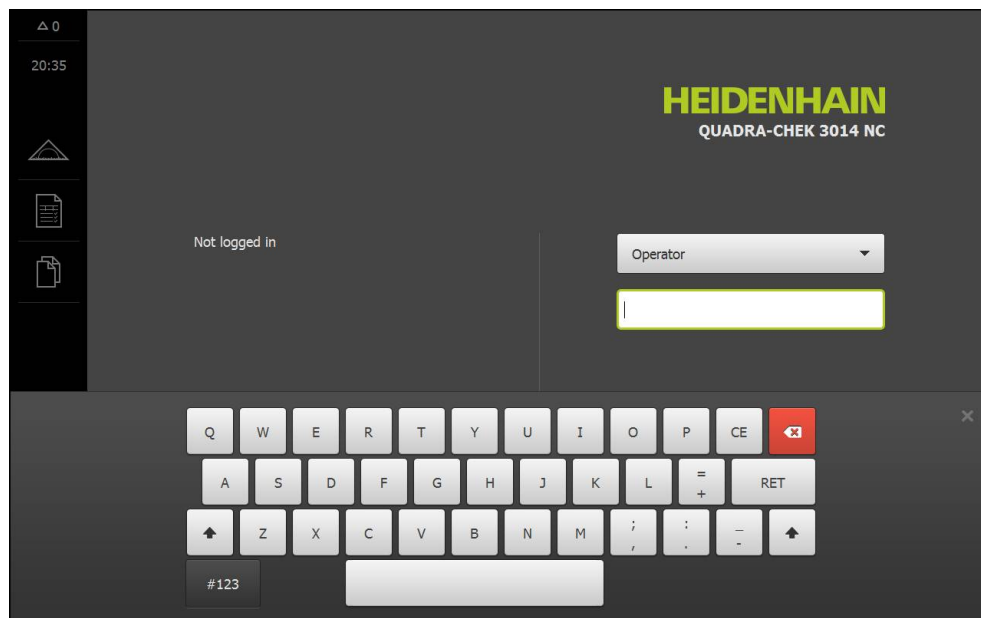 0
20:35
HEIDENHAIN
QUADRA-CHEK 3014 NC
Not logged in
Operator
Q W E R T Y U I O P CE
A S D F G H J K L = + RET
Z X C V B N M ; , : . _ -
#123